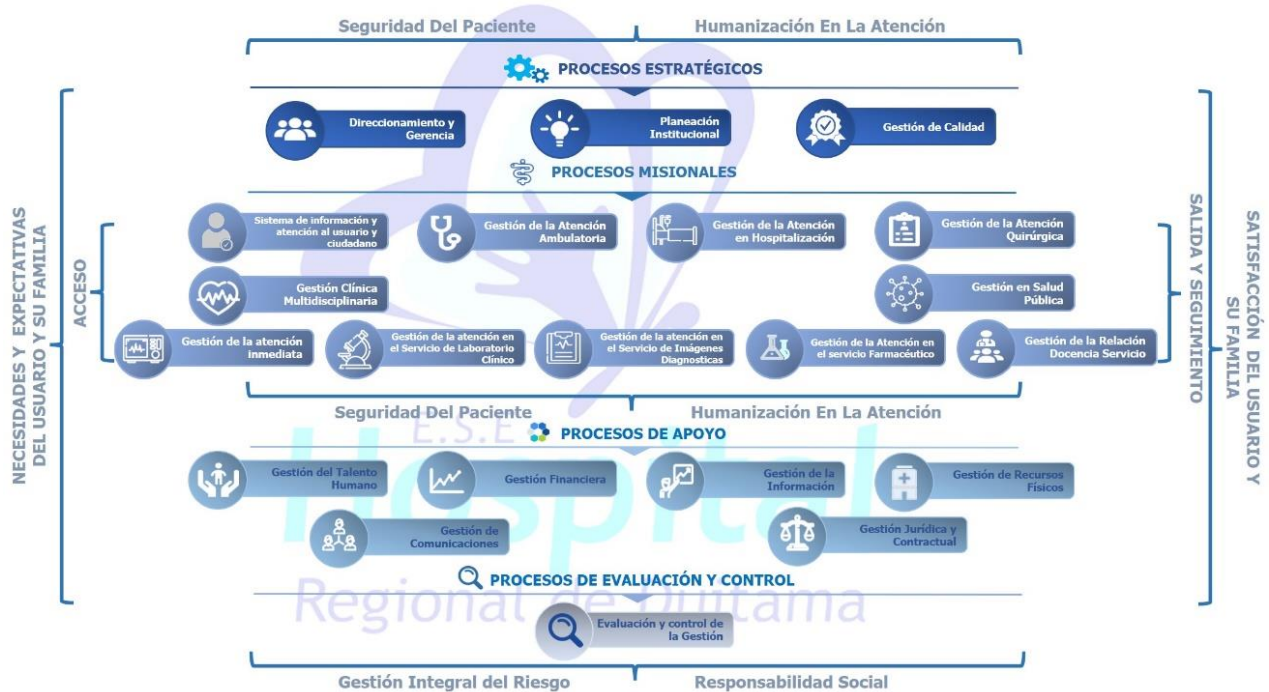 Seguridad Del Paciente
Humanización En La Atención
PROCESOS ESTRATÉGICOS
Direccionamiento y
Gerencia
Planeación
Institucional
Gestión de Calidad
PROCESOS MISIONALES
NECESIDADES Y EXPECTATIVAS
DEL USUARIO Y SU FAMILIA
ACCESO
Sistema de información y
atención al usuario y
ciudadano
Gestión de la Atención
Ambulatoria
Gestión de la Atención
en Hospitalización
Gestión de la Atención
Quirúrgica
Gestión Clínica
Multidisciplinaria
Gestión en Salud
Pública
Gestión de la atención
inmediata
Gestión de la atención en
el Servicio de Laboratorio
Clínico
Gestión de la atención en
el Servicio de Imágenes
Diagnosticas
Gestión de la Atención en
el servicio Farmacéutico
Gestión de la Relación
Docencia Servicio
SALIDA Y SEGUIMIENTO
SATISFACCIÓN DEL USUARIO Y
SU FAMILIA
Seguridad Del Paciente
Humanización En La Atención
E.S.E
PROCESOS DE APOYO
Gestión del Talento
Humano
Gestión Financiera
Gestión de la
Información
Gestión de Recursos
Físicos
Hospital
Gestión de
Comunicaciones
Gestión Jurídica y
Contractual
PROCESOS DE EVALUACIÓN Y CONTROL
Regional de Duitama
Evaluación y control de
la Gestión
Gestión Integral del Riesgo
Responsabilidad Social